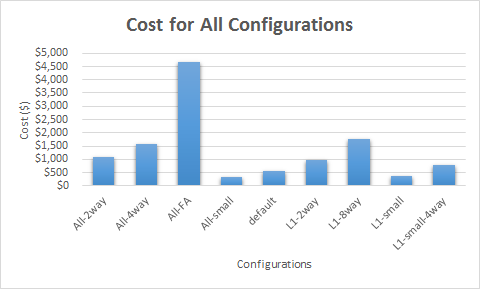 Cost for All Configurations
Cost ($)
$5,000
$4,500
$4,000
$3,500
$3,000
$2,500
$2,000
$1,500
$1,000
$500
$0
All-2way
All-4way
All-FA
All-small
default
L1-2way
L1-8way
L1-small
L1-small-4way
Configurations